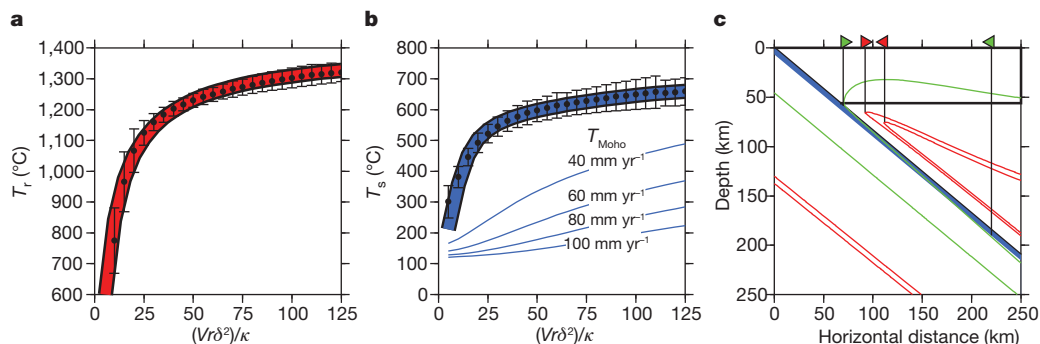 a
1,400
1,300
1,200
1,100
1,000
900
800
700
600
Tr (°C)
0 25 50 75 100 125
(Vrδ²)/κ
b
800
700
600
500
400
300
200
100
0
Ts (°C)
TMoho
40 mm yr⁻¹
60 mm yr⁻¹
80 mm yr⁻¹
100 mm yr⁻¹
0 25 50 75 100 125
(Vrδ²)/κ
c
0
50
100
150
200
250
Depth (km)
0 50 100 150 200 250
Horizontal distance (km)